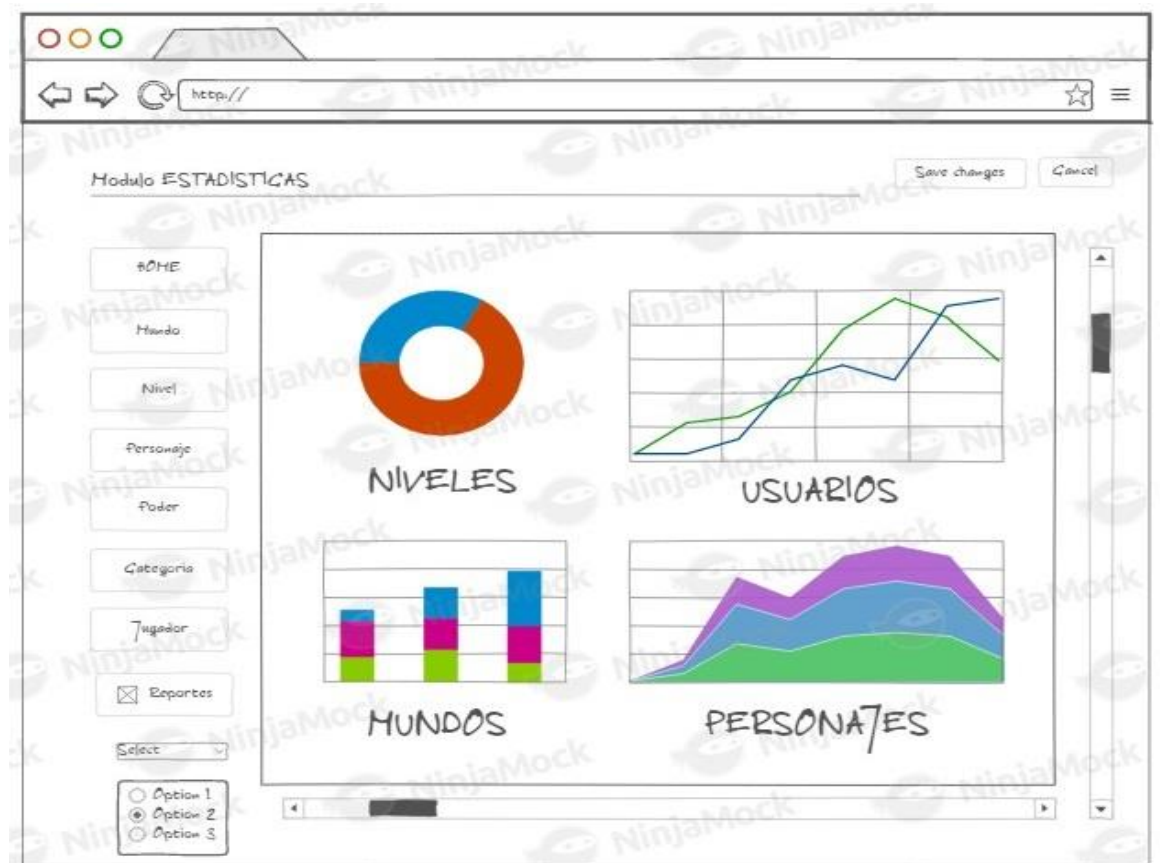 http://
Modulo ESTADISTICAS
Save changes
Cancel
HOME
Mundo
Nivel
Personaje
Poder
Categoria
Jugador
Reportes
Select
Option 1
Option 2
Option 3
NIVELES
USUARIOS
MUNDOS
PERSONAJES
NinjaMock